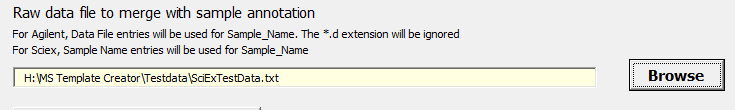 Raw data file to merge with sample annotation
For Agilent, Data File entries will be used for Sample_Name. The *.d extension will be ignored
For Sciex, Sample Name entries will be used for Sample_Name
H:\MS Template Creator\Testdata\SciExTestData.txt
Browse